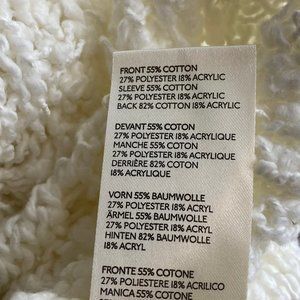 FRONT 55% COTTON
27% POLYESTER 18% ACRYLIC
SLEEVE 55% COTTON
27% POLYESTER 18% ACRYLIC
BACK 82% COTTON 18% ACRYLIC
DEVANT 55% COTON
27% POLYESTER 18% ACRYLIQUE
MANCHE 55% COTON
27% POLYESTER 18% ACRYLIQUE
DERRIÈRE 82% COTON
18% ACRYLIQUE
VORN 55% BAUMWOLLE
27% POLYESTER 18% ACRYL
ÄRMEL 55% BAUMWOLLE
27% POLYESTER 18% ACRYL
HINTEN 82% BAUMWOLLE
18% ACRYL
FRONTE 55% COTONE
27% POLIESTERE 18% ACRILICO
MANICA 55% COTONE